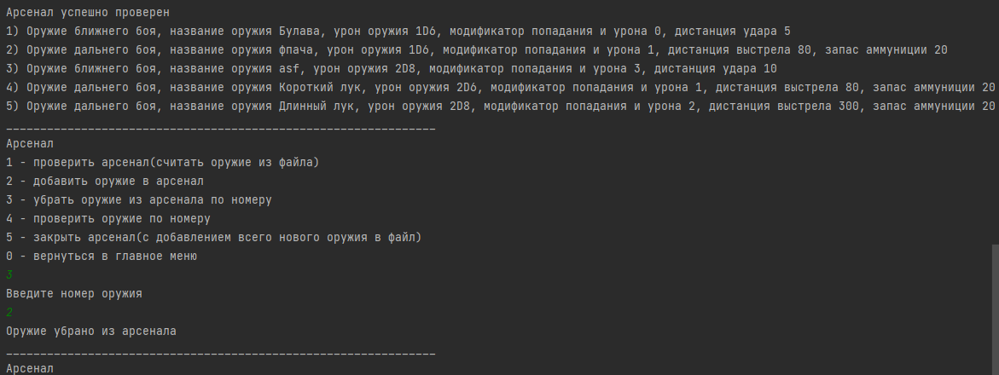 Арсенал успешно проверен
1) Оружие ближнего боя, название оружия Булава, урон оружия 1D6, модификатор попадания и урона 0, дистанция удара 5
2) Оружие дальнего боя, название оружия фпача, урон оружия 1D6, модификатор попадания и урона 1, дистанция выстрела 80, запас аммуниции 20
3) Оружие ближнего боя, название оружия asf, урон оружия 2D8, модификатор попадания и урона 3, дистанция удара 10
4) Оружие дальнего боя, название оружия Короткий лук, урон оружия 2D6, модификатор попадания и урона 1, дистанция выстрела 80, запас аммуниции 20
5) Оружие дальнего боя, название оружия Длинный лук, урон оружия 2D8, модификатор попадания и урона 2, дистанция выстрела 300, запас аммуниции 20
_______________________________________________________________
Арсенал
1 - проверить арсенал(считать оружие из файла)
2 - добавить оружие в арсенал
3 - убрать оружие из арсенала по номеру
4 - проверить оружие по номеру
5 - закрыть арсенал(с добавлением всего нового оружия в файл)
0 - вернуться в главное меню
3
Введите номер оружия
2
Оружие убрано из арсенала
_______________________________________________________________
Арсенал